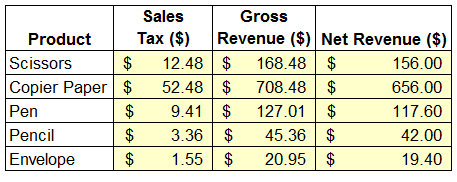 Sales Gross
Product Tax ($) Revenue ($) Net Revenue ($)
Scissors $ 12.48 $ 168.48 $ 156.00
Copier Paper $ 52.48 $ 708.48 $ 656.00
Pen $ 9.41 $ 127.01 $ 117.60
Pencil $ 3.36 $ 45.36 $ 42.00
Envelope $ 1.55 $ 20.95 $ 19.40